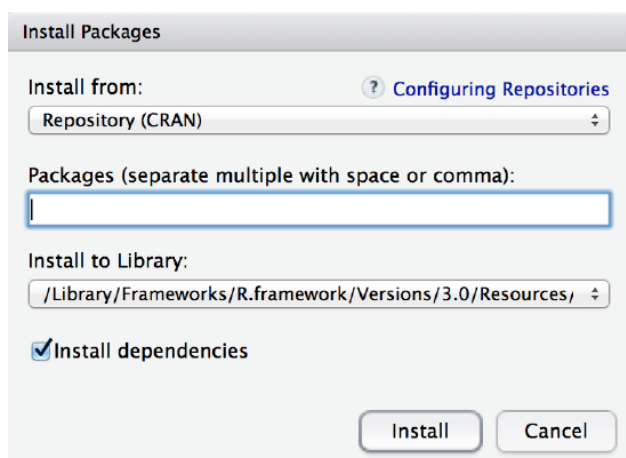 Install Packages
Install from:
? Configuring Repositories
Repository (CRAN)
Packages (separate multiple with space or comma):
Install to Library:
/Library/Frameworks/R.framework/Versions/3.0/Resources/
Install dependencies
Install
Cancel